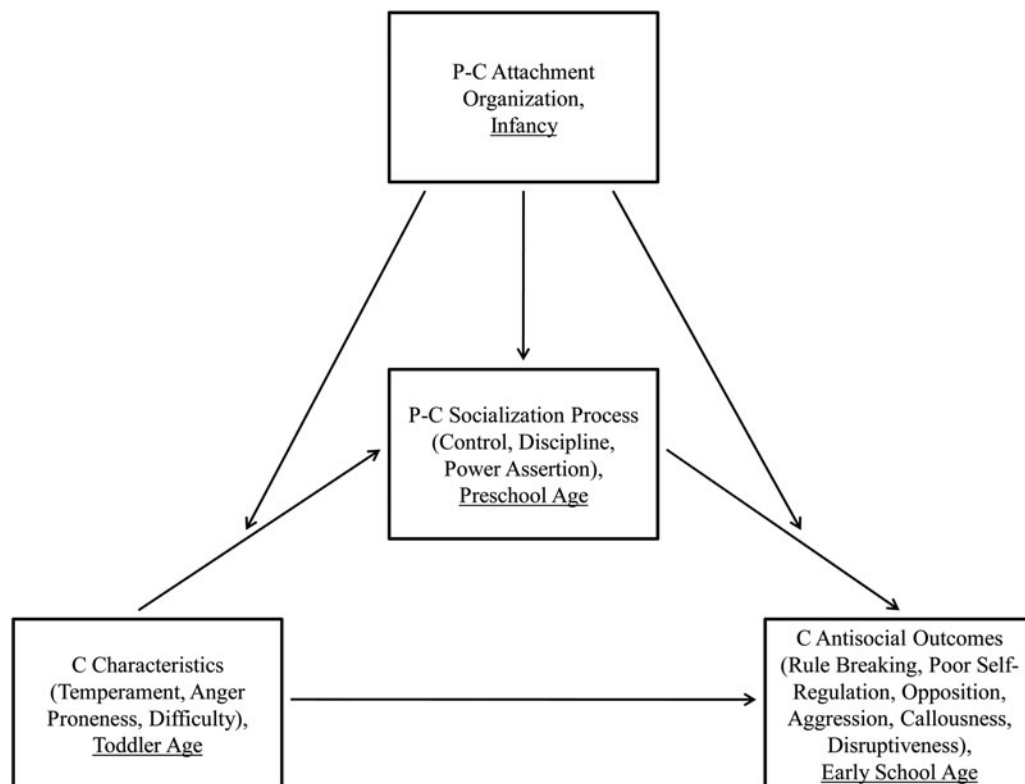 P-C Attachment
Organization,
Infancy
P-C Socialization Process
(Control, Discipline,
Power Assertion),
Preschool Age
C Characteristics
(Temperament, Anger
Proneness, Difficulty),
Toddler Age
C Antisocial Outcomes
(Rule Breaking, Poor Self-
Regulation, Opposition,
Aggression, Callousness,
Disruptiveness),
Early School Age